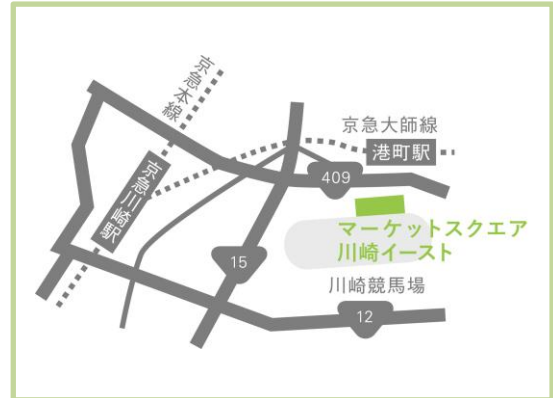 京急本線
京急大師線
港町駅
409
京急川崎駅
マーケットスクエア
川崎イースト
15
川崎競馬場
12